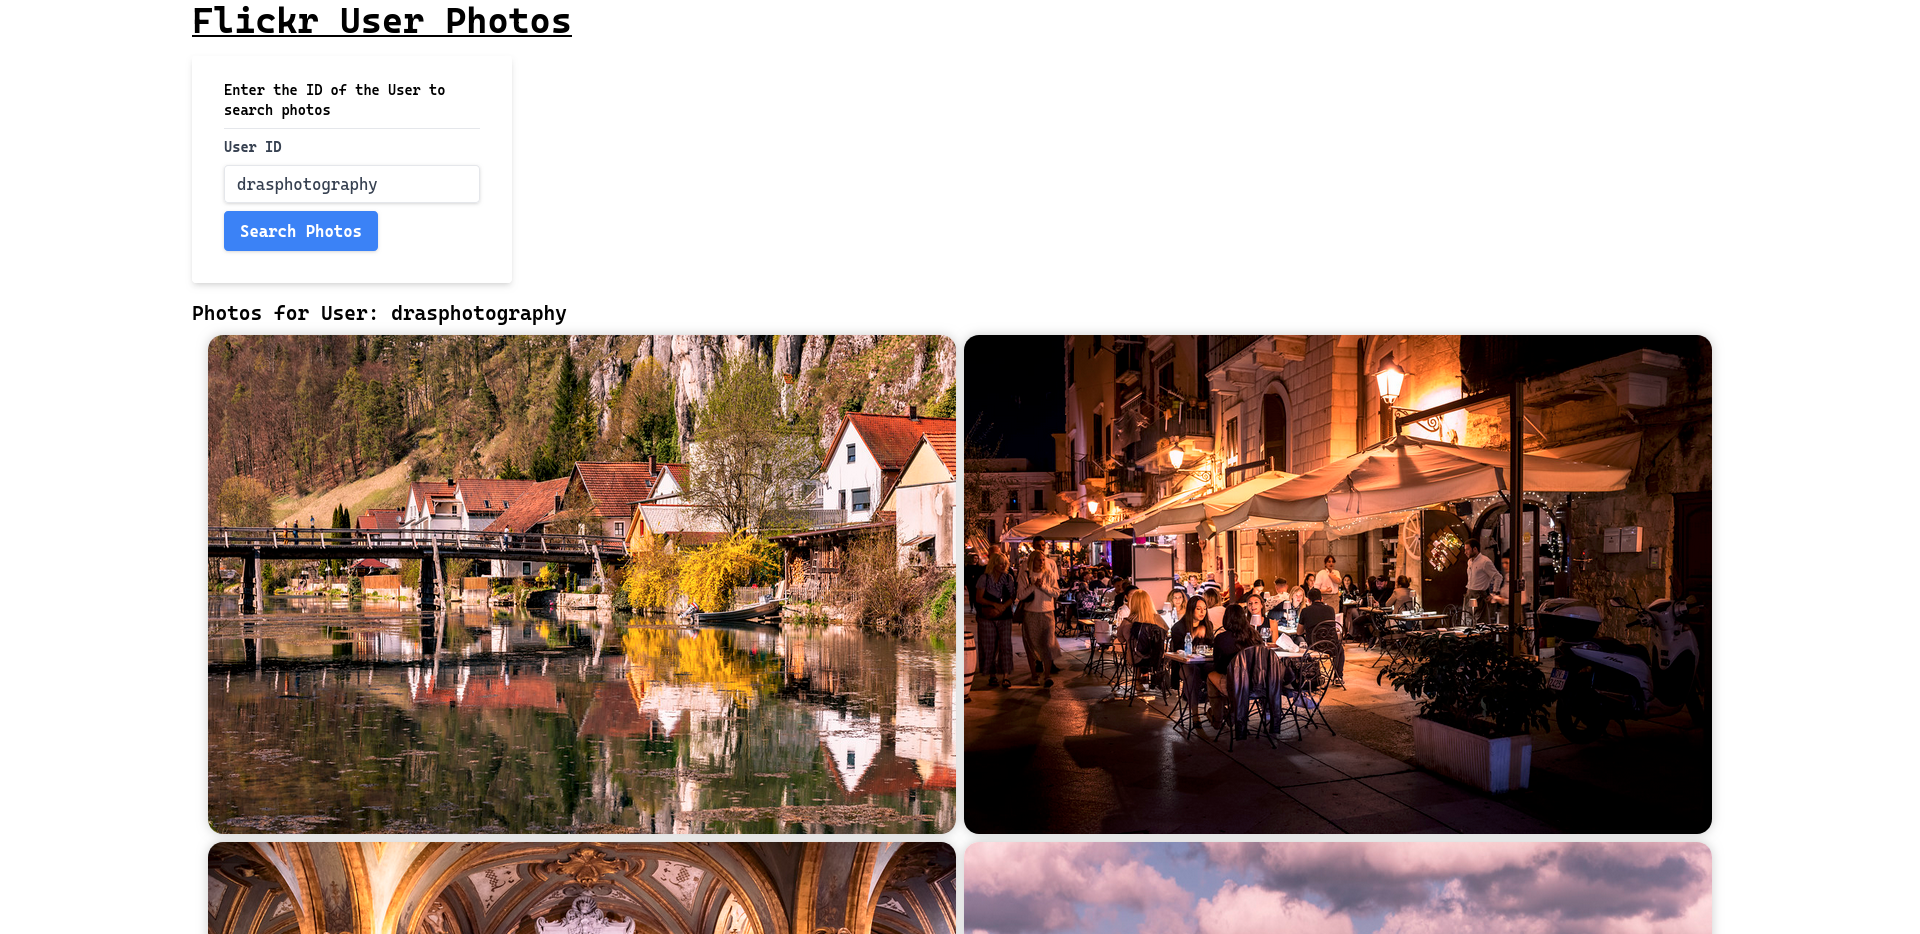 Flickr User Photos
Enter the ID of the User to
search photos
User ID
drasphotography
Search Photos
Photos for User: drasphotography